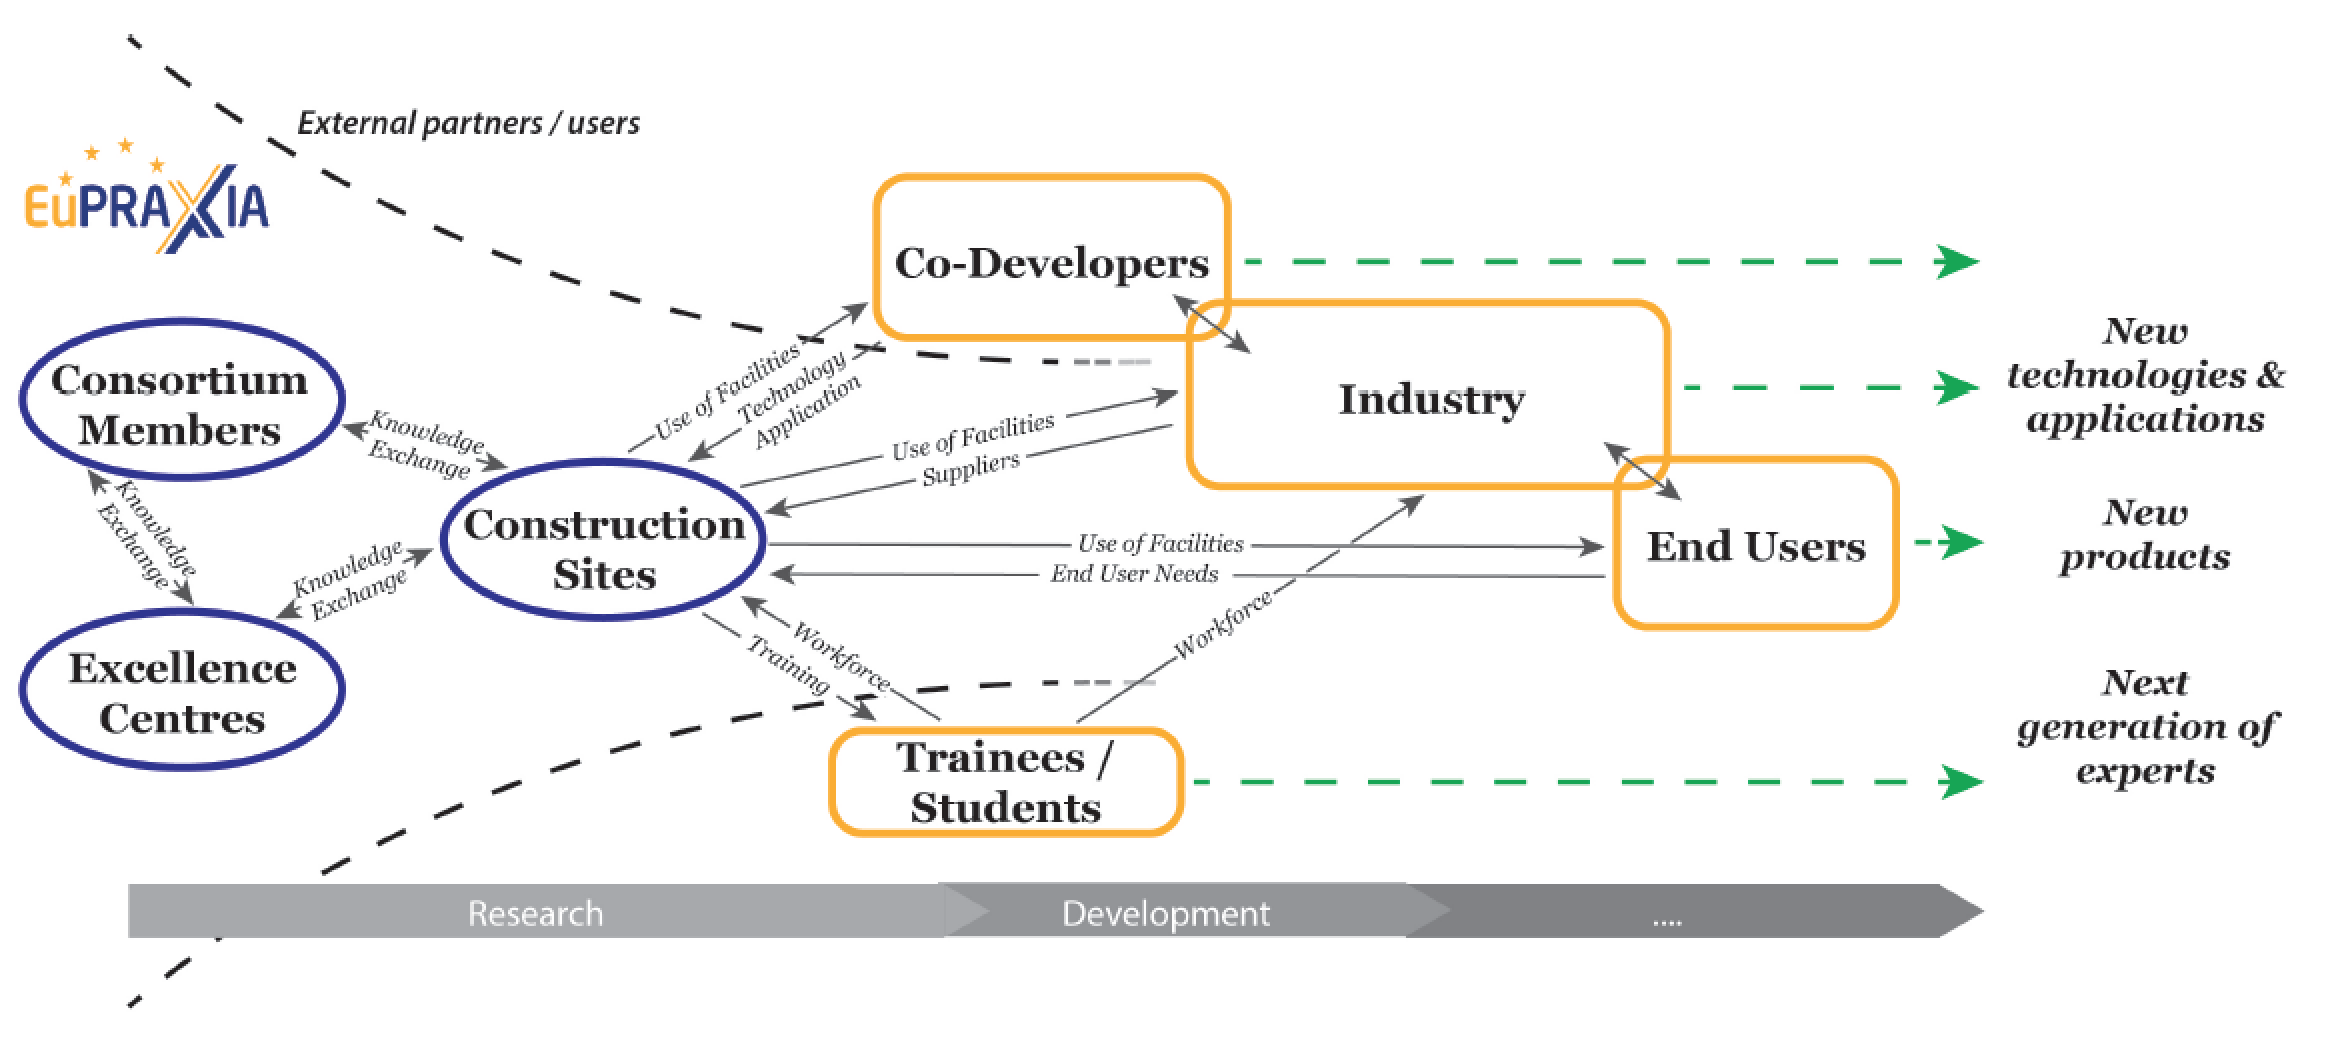 External partners / users
EuPRAXIA
Co-Developers
New
technologies &
applications
Use of Facilities
Technology
Application
Consortium
Members
Industry
Knowledge
Exchange
Use of Facilities
Suppliers
Knowledge
Exchange
Construction
Sites
New
products
Use of Facilities
End User Needs
End Users
Knowledge
Exchange
Excellence
Centres
Workforce
Training
Workforce
Next
generation of
experts
Trainees /
Students
Research
Development
....